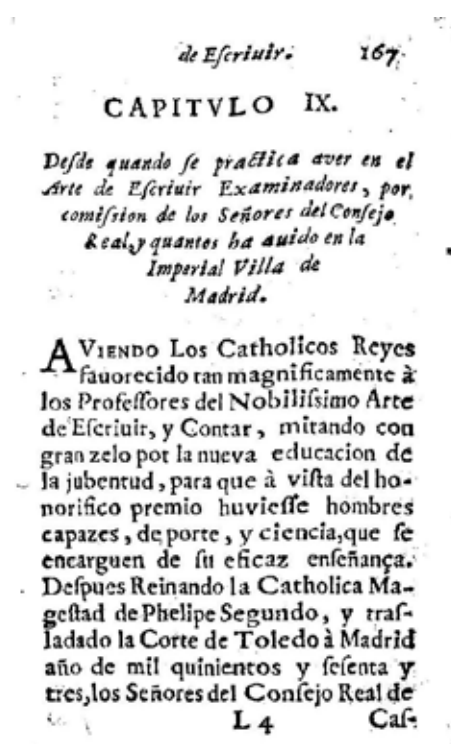 de Eſcriuir. 167
CAPITVLO IX.
Deſde quando ſe practica aver en el
Arte de Eſcriuir Examinadores, por
comiſsion de los Señores del Conſejo
Real, y quantos ha auido en la
Imperial Villa de
Madrid.
AVIENDO Los Catholicos Reyes
fauorecido tan magnificamente à
los Profeſſores del Nobiliſsimo Arte
de Eſcriuir, y Contar, mirando con
gran zelo por la nueva educacion de
la jubentud, para que à viſta del ho-
norifico premio huvieſſe hombres
capazes, de porte, y ciencia, que ſe
encarguen de ſu eficaz enſeñança.
Deſpues Reinando la Catholica Ma-
geſtad de Phelipe Segundo, y traſ-
ladado la Corte de Toledo à Madrid
año de mil quinientos y ſeſenta y
tres, los Señores del Conſejo Real de
L 4 Caſ-